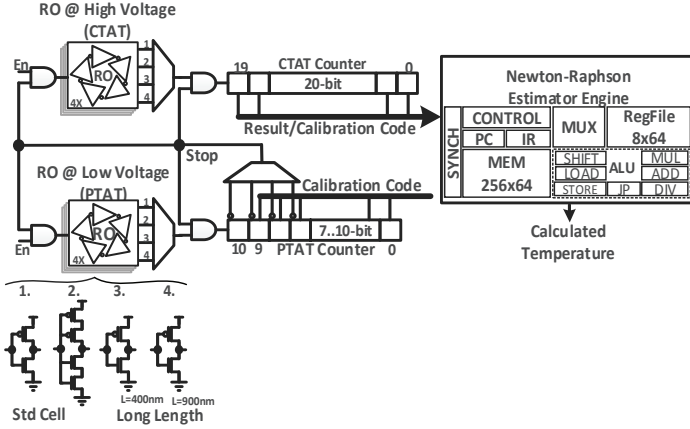 RO @ High Voltage
(CTAT)
En
RO
4X
1
2
3
4
19
CTAT Counter
0
20-bit
Result/Calibration Code
Stop
RO @ Low Voltage
(PTAT)
En
RO
4X
1
2
3
4
Calibration Code
7..10-bit
10 9
PTAT Counter
0
Newton-Raphson
Estimator Engine
SYNCH
CONTROL
PC
IR
MUX
RegFile
8x64
MEM
256x64
SHIFT
LOAD
STORE
ALU
JP
MUL
ADD
DIV
Calculated
Temperature
1. 2. 3. 4.
L=400nm L=900nm
Std Cell
Long Length